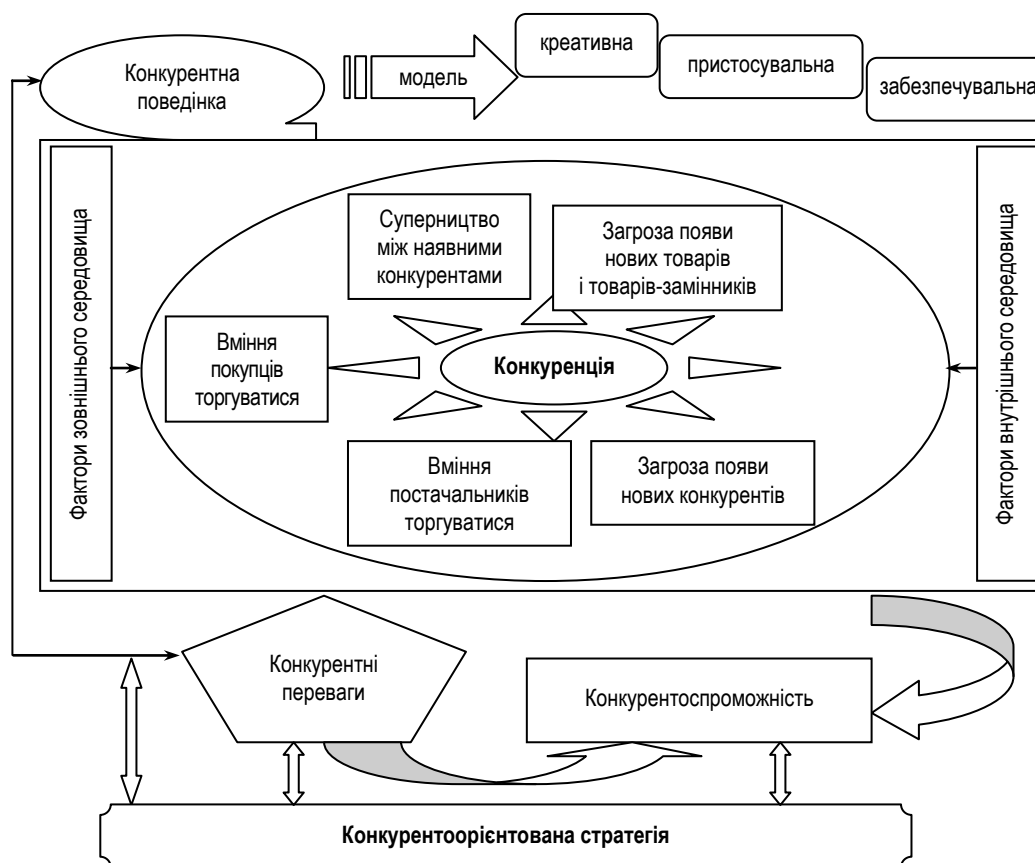 креативна
Конкурентна
поведінка
модель
пристосувальна
забезпечувальна
Фактори зовнішнього середовища
Суперництво
між наявними
конкурентами
Загроза появи
нових товарів
і товарів-замінників
Вміння
покупців
торгуватися
Конкуренція
Вміння
постачальників
торгуватися
Загроза появи
нових конкурентів
Фактори внутрішнього середовища
Конкурентні
переваги
Конкурентоспроможність
Конкурентоорієнтована стратегія